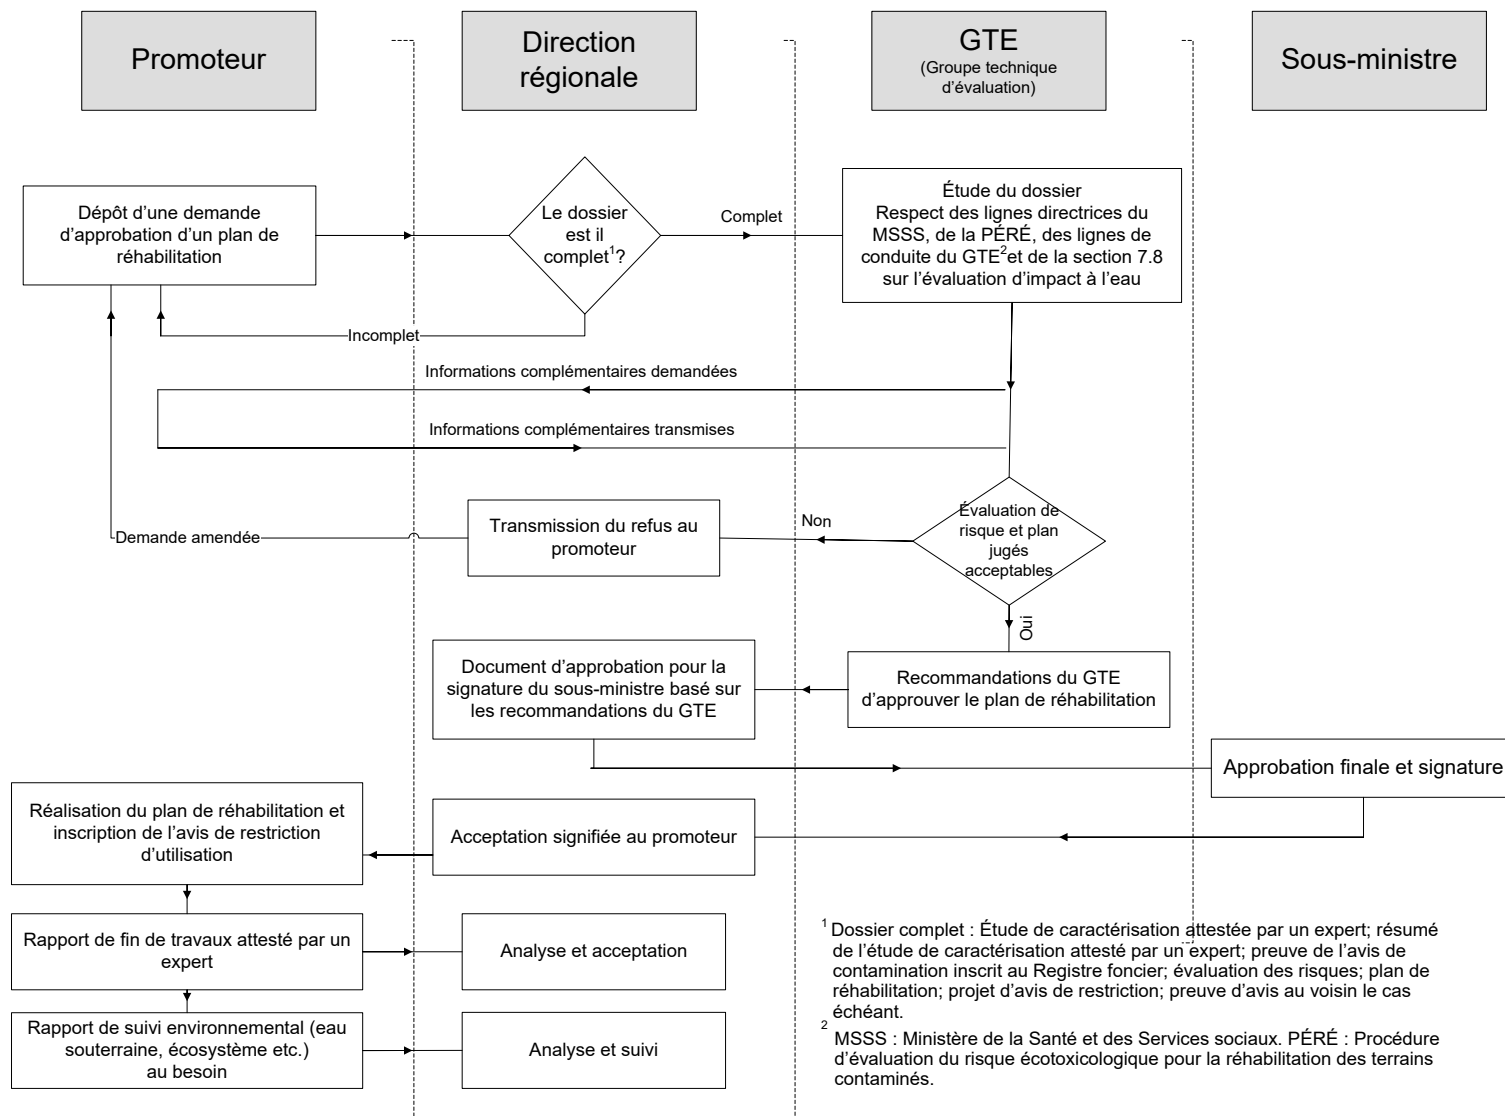 Promoteur
Direction
régionale
GTE
(Groupe technique
d'évaluation)
Sous-ministre
Dépôt d'une demande
d'approbation d'un plan de
réhabilitation
Le dossier
est il
complet1?
Complet
Étude du dossier
Respect des lignes directrices du
MSSS, de la PÉRÉ, des lignes de
conduite du GTE2et de la section 7.8
sur l'évaluation d'impact à l'eau
Incomplet
Informations complémentaires demandées
Informations complémentaires transmises
Évaluation de
risque et plan
jugés
acceptables
Non
Transmission du refus au
promoteur
Demande amendée
Oui
Recommandations du GTE
d'approuver le plan de réhabilitation
Document d'approbation pour la
signature du sous-ministre basé sur
les recommandations du GTE
Approbation finale et signature
Acceptation signifiée au promoteur
Réalisation du plan de réhabilitation et
inscription de l'avis de restriction
d'utilisation
Rapport de fin de travaux attesté par un
expert
Analyse et acceptation
Rapport de suivi environnemental (eau
souterraine, écosystème etc.)
au besoin
Analyse et suivi
1 Dossier complet : Étude de caractérisation attestée par un expert; résumé
de l'étude de caractérisation attesté par un expert; preuve de l'avis de
contamination inscrit au Registre foncier; évaluation des risques; plan de
réhabilitation; projet d'avis de restriction; preuve d'avis au voisin le cas
échéant.
2 MSSS : Ministère de la Santé et des Services sociaux. PÉRÉ : Procédure
d'évaluation du risque écotoxicologique pour la réhabilitation des terrains
contaminés.